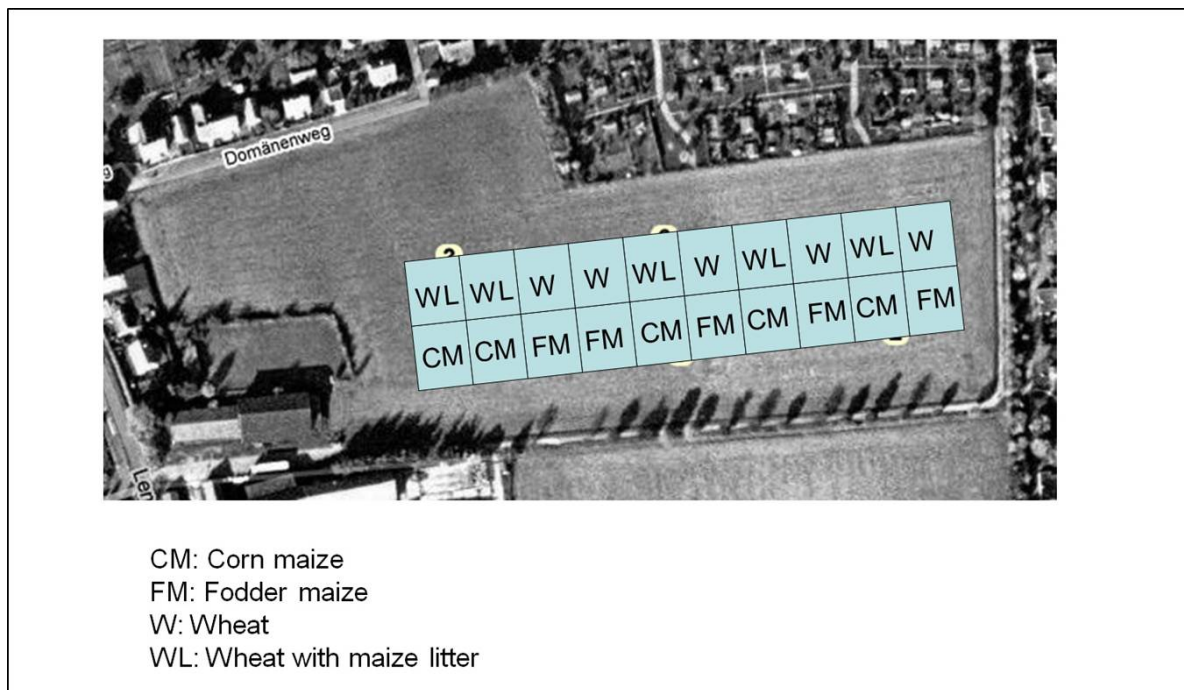 Domänenweg
WL WL W W WL W WL W WL W
CM CM FM FM CM FM CM FM CM FM
Len
CM: Corn maize
FM: Fodder maize
W: Wheat
WL: Wheat with maize litter